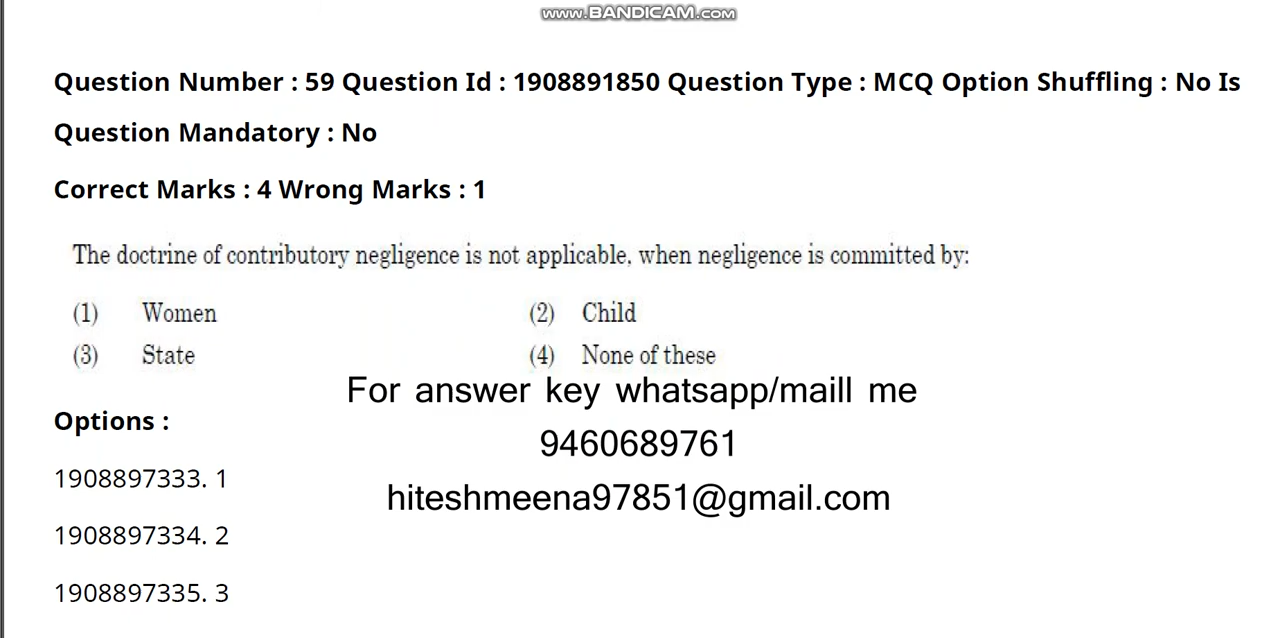 www.BANDICAM.com
Question Number : 59 Question Id : 1908891850 Question Type : MCQ Option Shuffling : No Is
Question Mandatory : No
Correct Marks : 4 Wrong Marks : 1
The doctrine of contributory negligence is not applicable, when negligence is committed by:
(1) Women (2) Child
(3) State (4) None of these
For answer key whatsapp/maill me
Options :
9460689761
1908897333. 1
hiteshmeena97851@gmail.com
1908897334. 2
1908897335. 3